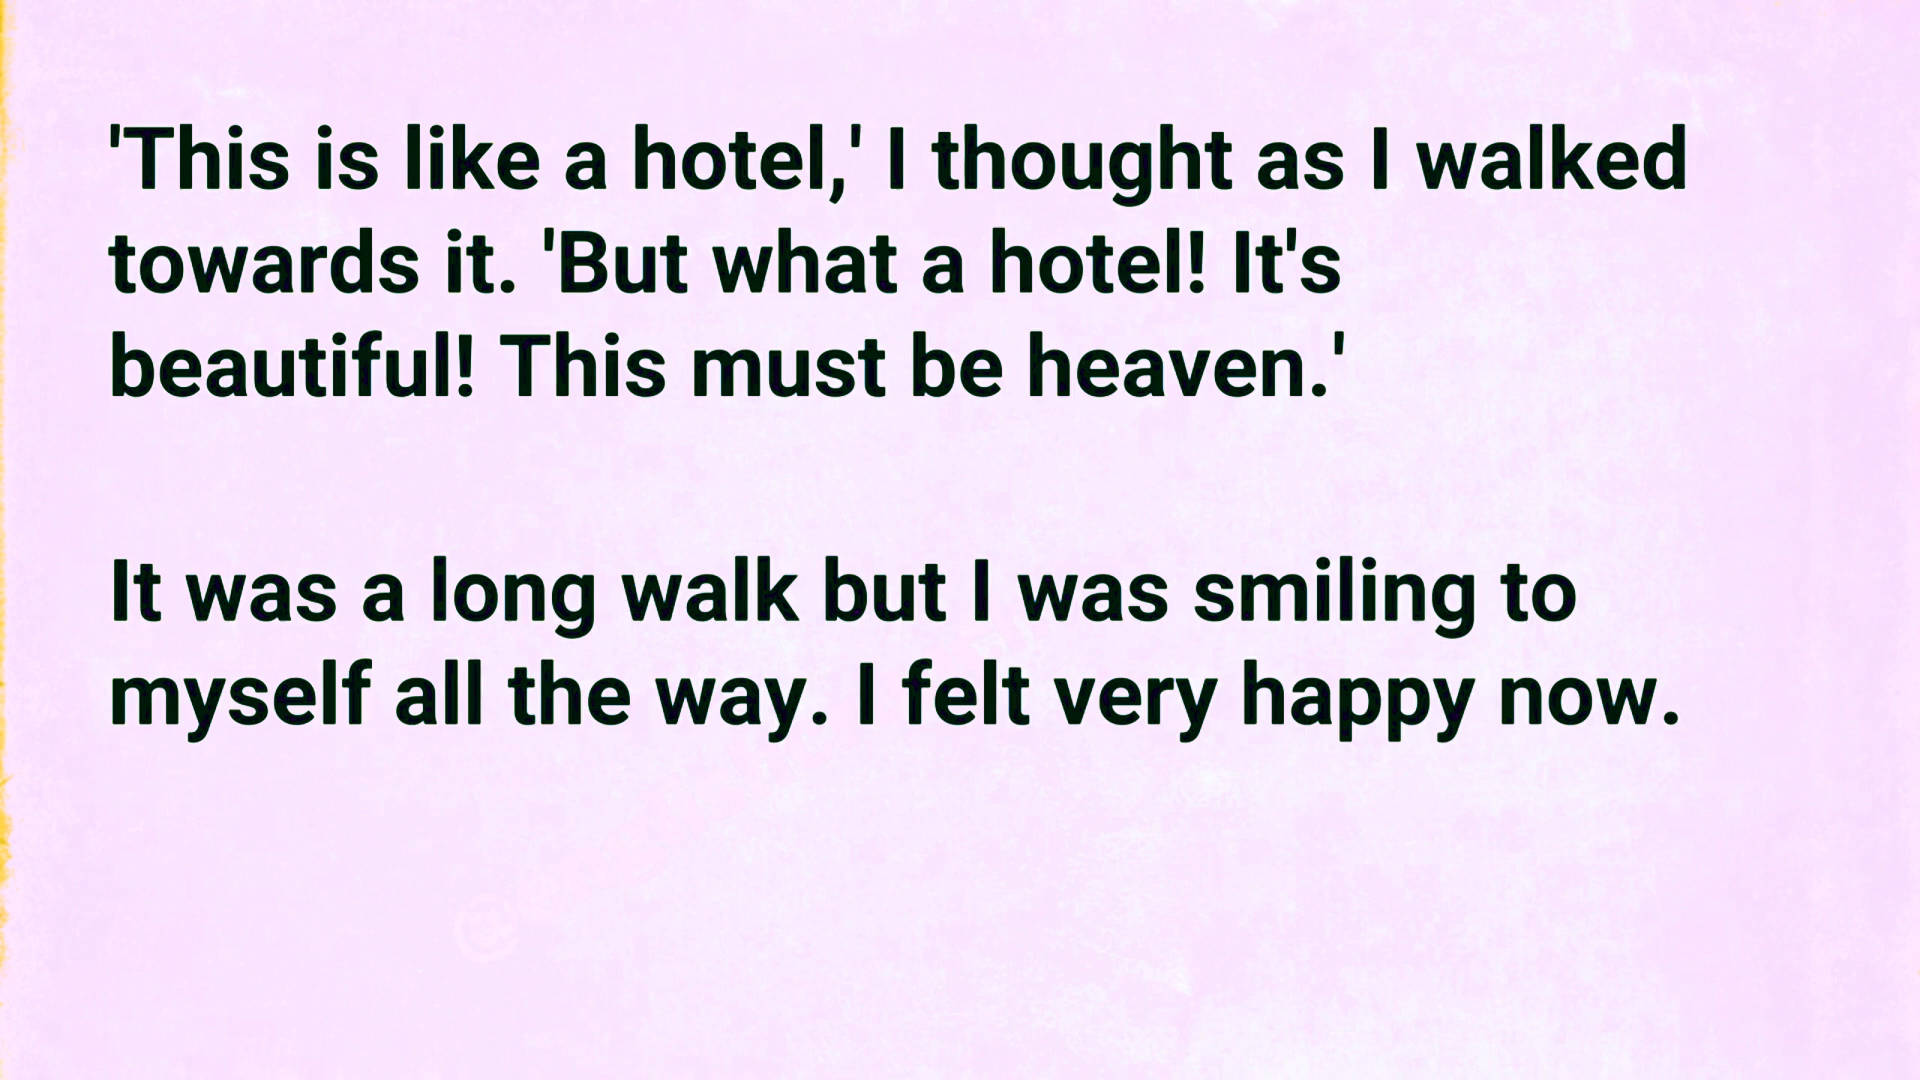 'This is like a hotel,' I thought as I walked
towards it. 'But what a hotel! It's
beautiful! This must be heaven.'
It was a long walk but I was smiling to
myself all the way. I felt very happy now.